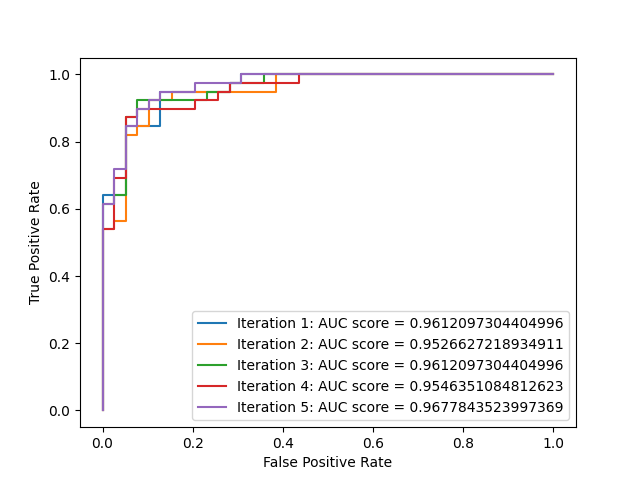 1.0
0.8
0.6
0.4
0.2
0.0
True Positive Rate
Iteration 1: AUC score = 0.9612097304404996
Iteration 2: AUC score = 0.9526627218934911
Iteration 3: AUC score = 0.9612097304404996
Iteration 4: AUC score = 0.9546351084812623
Iteration 5: AUC score = 0.9677843523997369
0.0 0.2 0.4 0.6 0.8 1.0
False Positive Rate